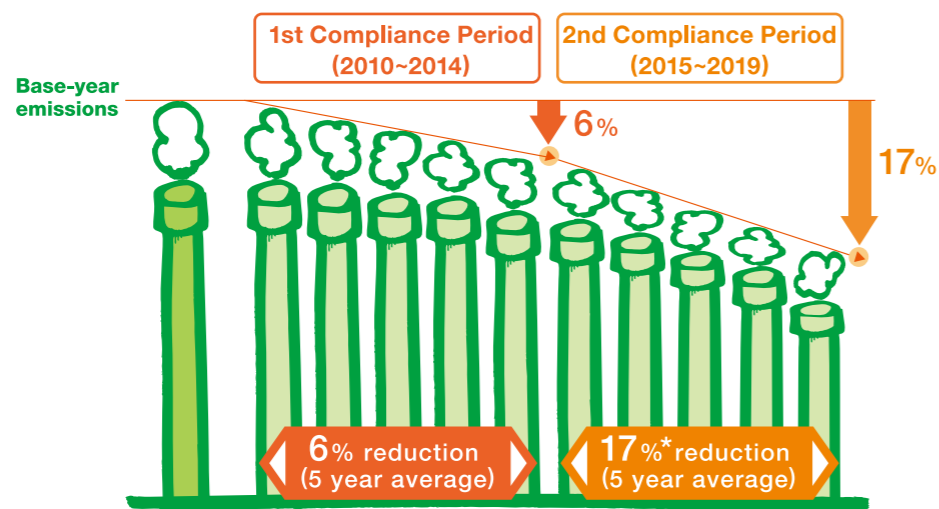 1st Compliance Period
(2010~2014)
2nd Compliance Period
(2015~2019)
Base-year
emissions
6%
17%
6% reduction
(5 year average)
17%* reduction
(5 year average)